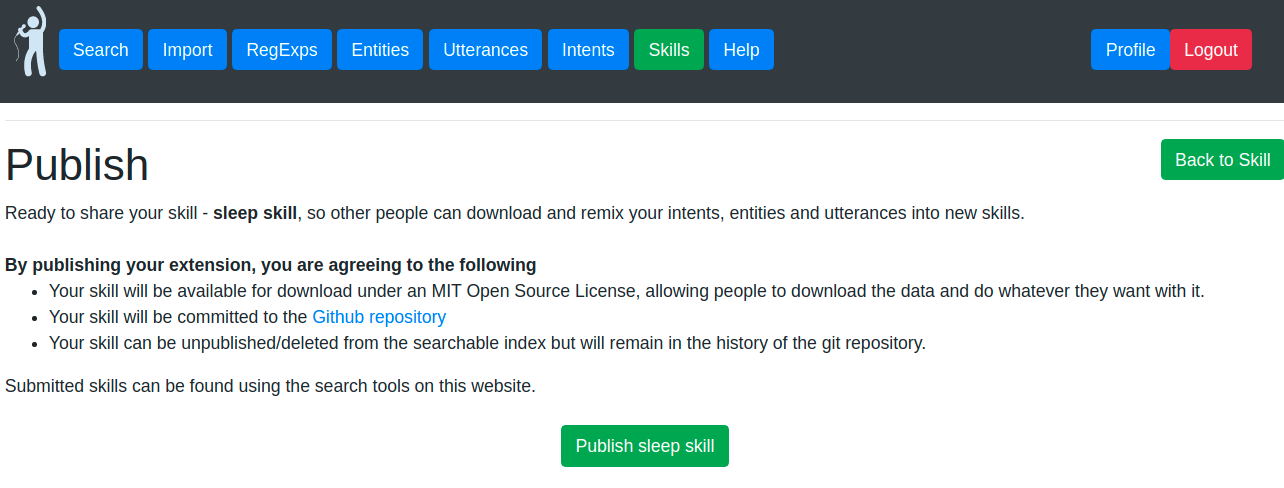 Search Import RegExps Entities Utterances Intents Skills Help Profile Logout
Publish Back to Skill
Ready to share your skill - sleep skill, so other people can download and remix your intents, entities and utterances into new skills.
By publishing your extension, you are agreeing to the following
• Your skill will be available for download under an MIT Open Source License, allowing people to download the data and do whatever they want with it.
• Your skill will be committed to the Github repository
• Your skill can be unpublished/deleted from the searchable index but will remain in the history of the git repository.
Submitted skills can be found using the search tools on this website.
Publish sleep skill